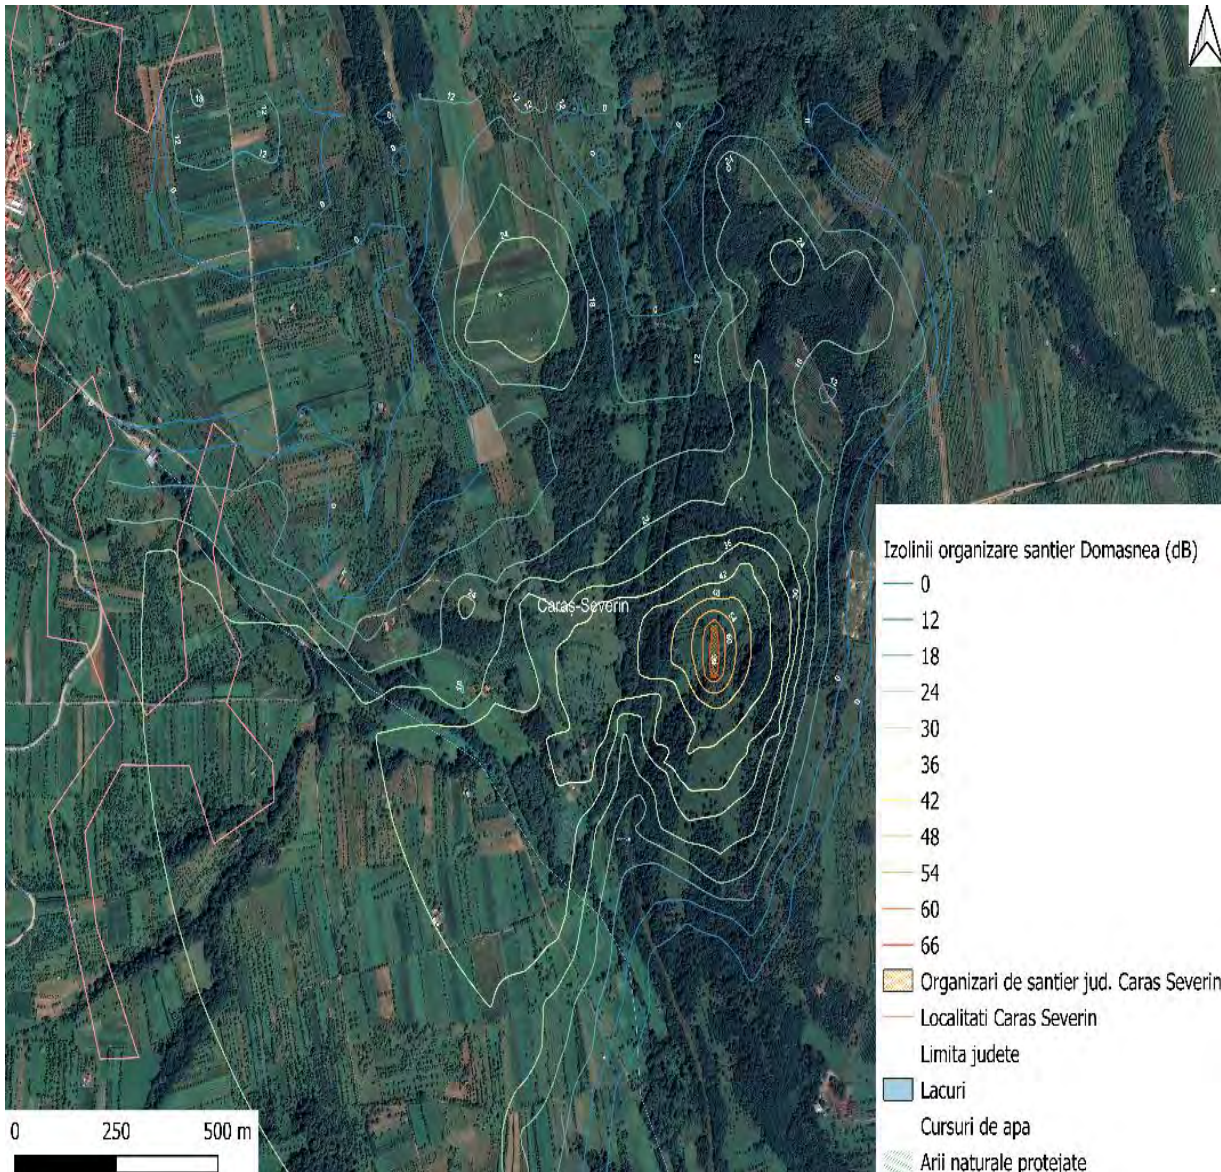 Caraș-Severin
Izolinii organizare santier Domasnea (dB)
0
12
18
24
30
36
42
48
54
60
66
Organizari de santier jud. Caras Severin
Localitati Caras Severin
Limita judete
Lacuri
Cursuri de apa
Arii naturale protejate
0 250 500 m